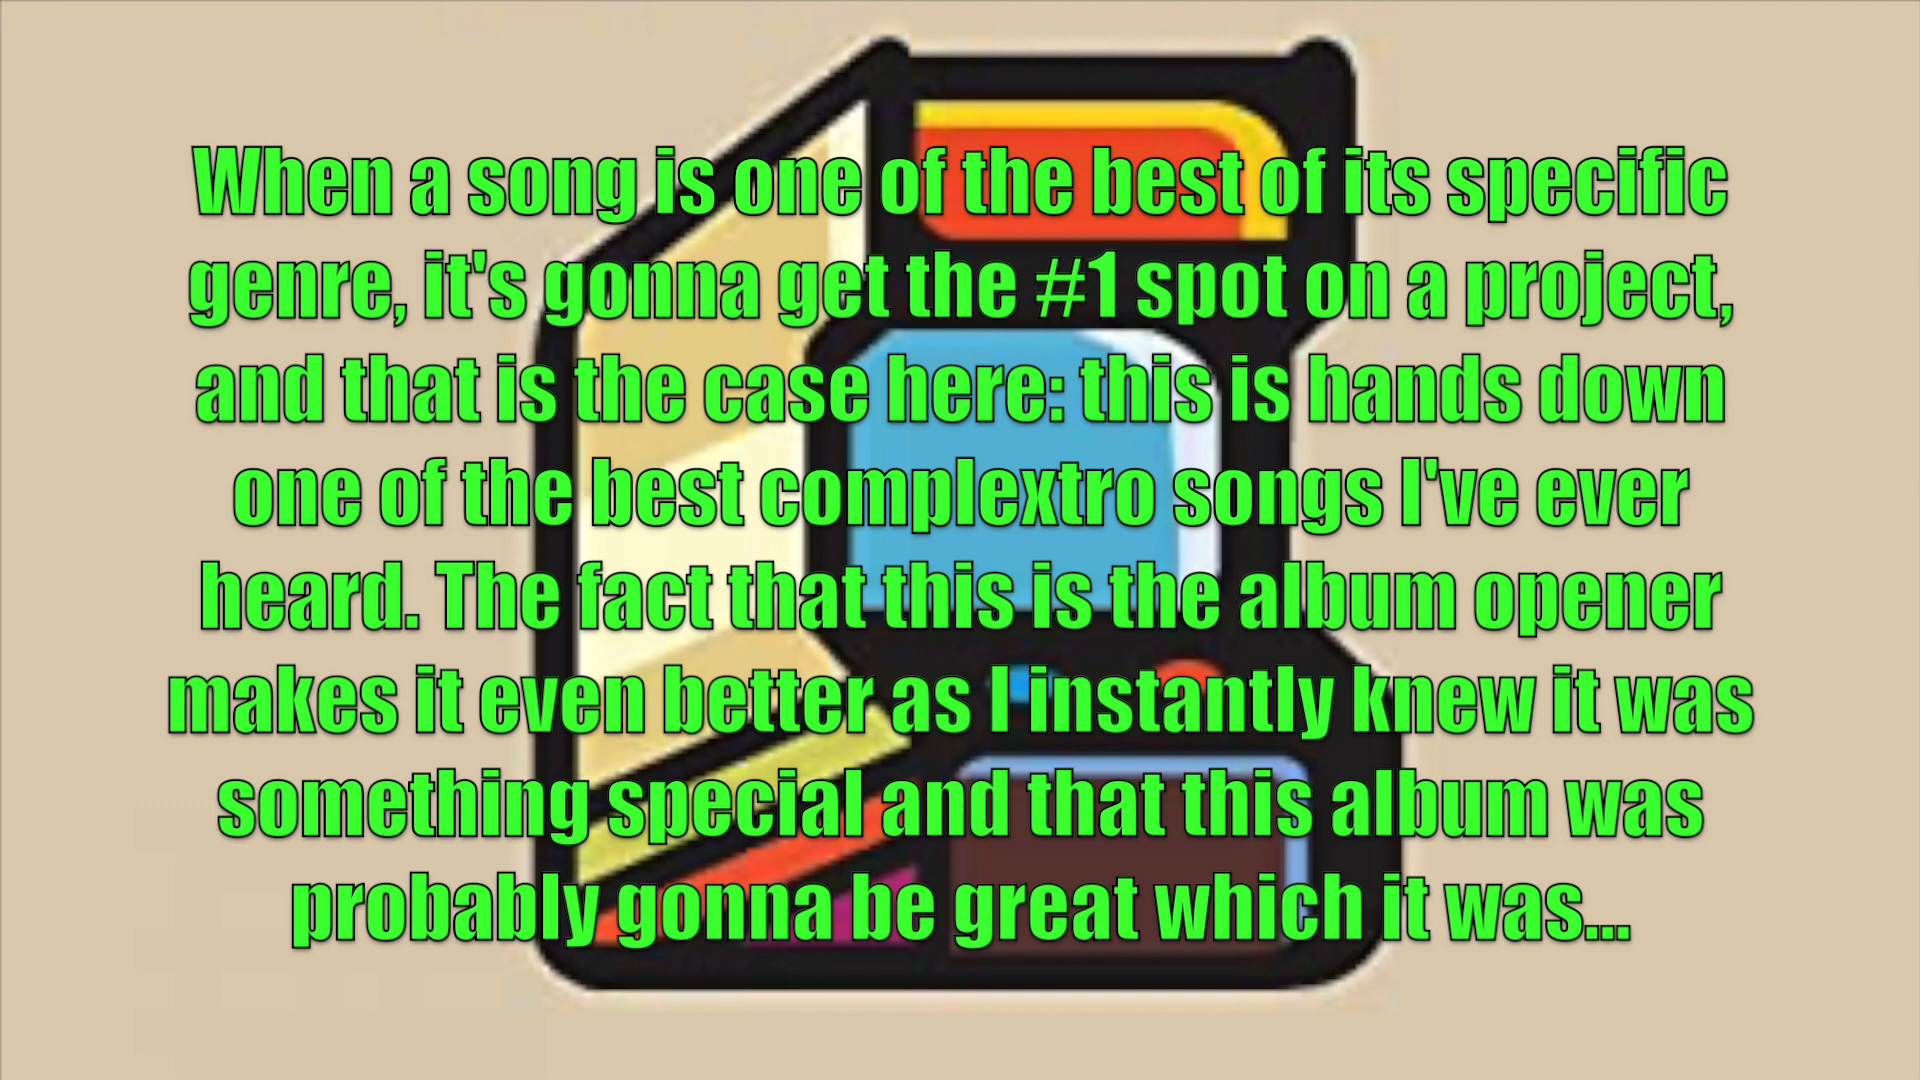 When a song is one of the best of its specific
genre, it's gonna get the #1 spot on a project,
and that is the case here: this is hands down
one of the best complextro songs I've ever
heard. The fact that this is the album opener
makes it even better as I instantly knew it was
something special and that this album was
probably gonna be great which it was...